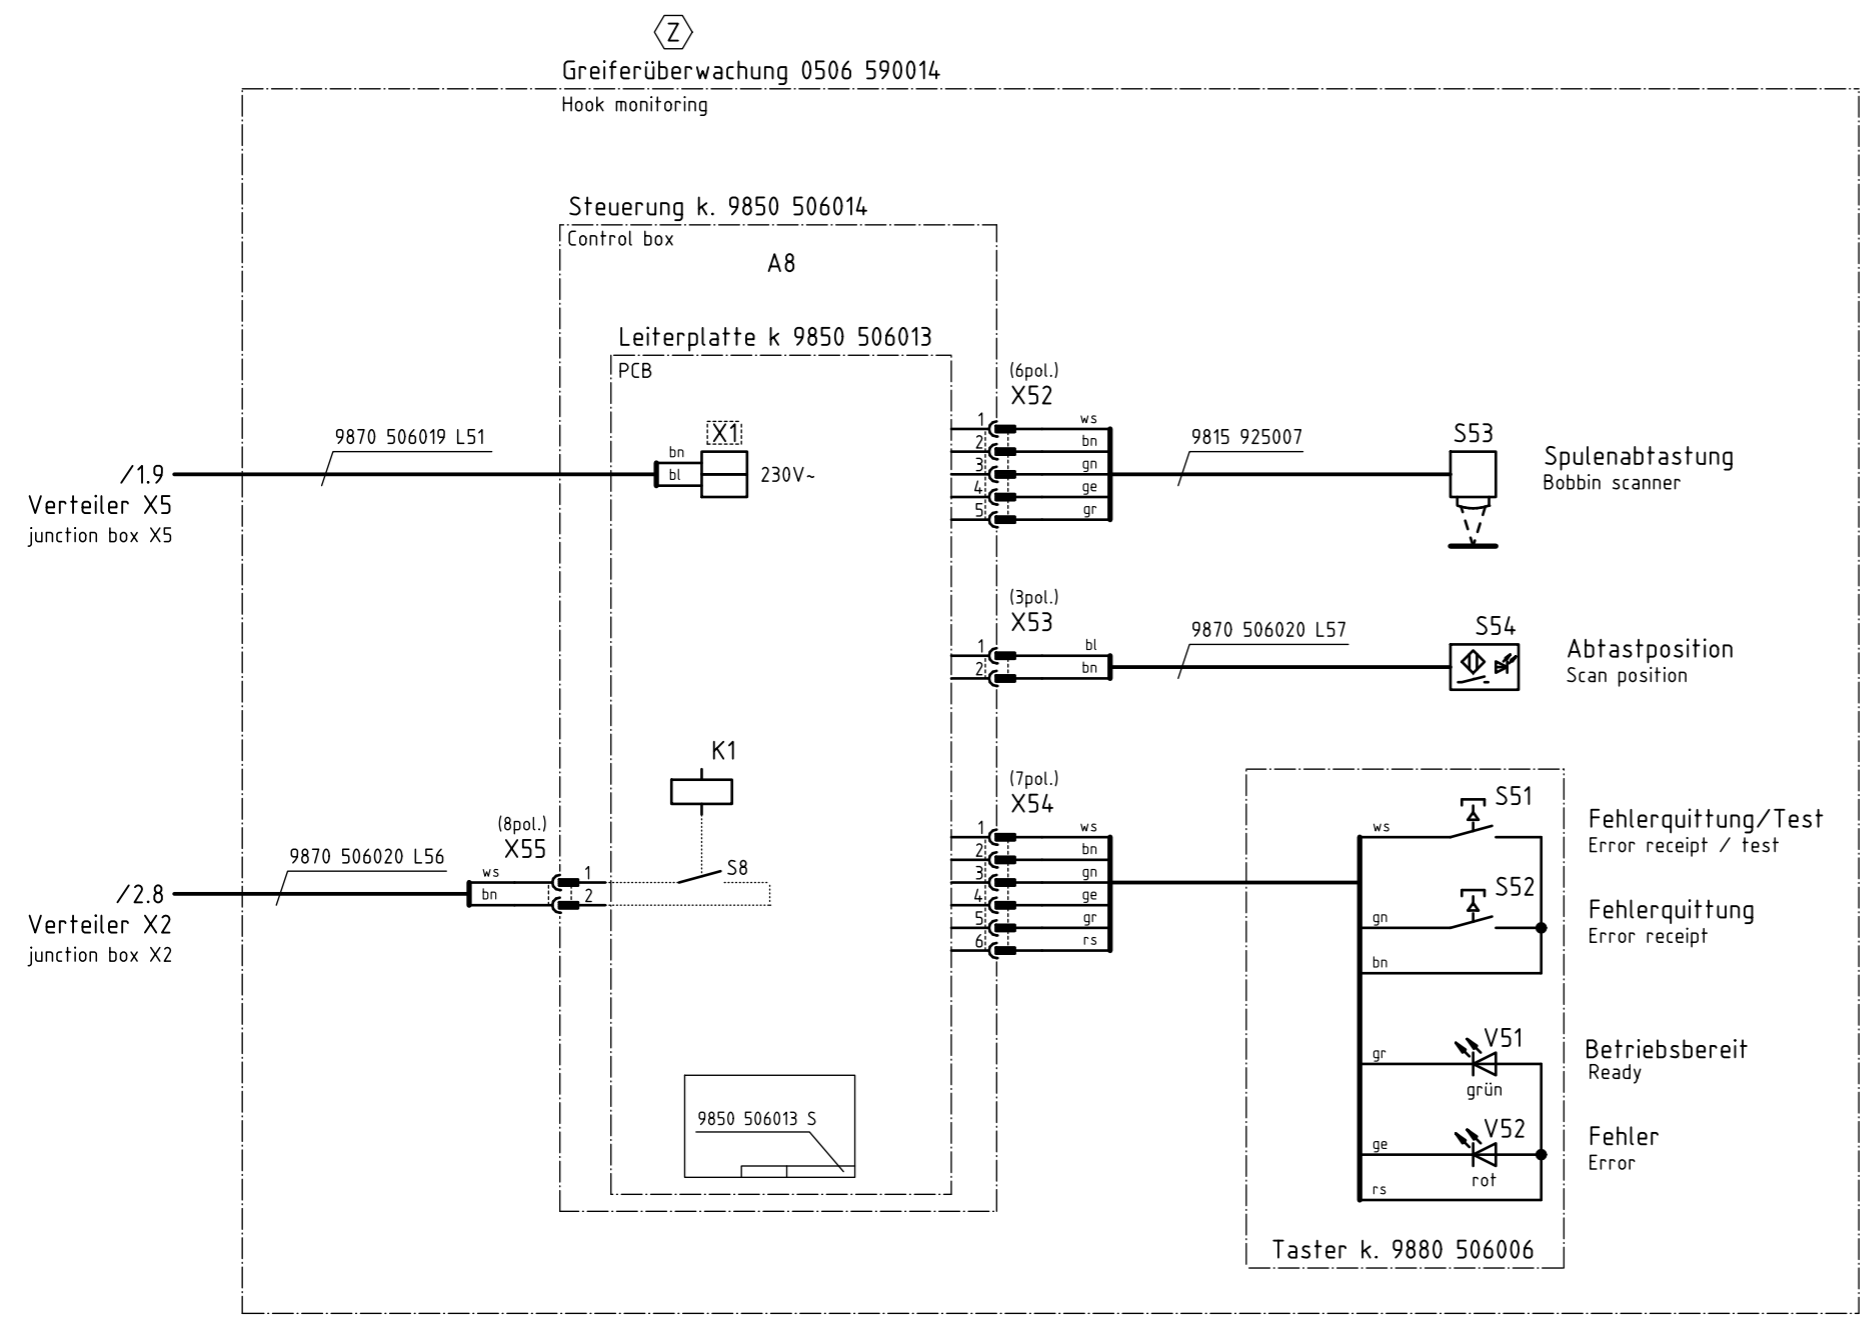 Z
Greiferüberwachung 0506 590014
Hook monitoring
Steuerung k. 9850 506014
Control box
A8
Leiterplatte k 9850 506013
PCB
X1
bn
bl
230V~
9870 506019 L51
/1.9
Verteiler X5
junction box X5
(6pol.)
X52
1 ws
2 bn
3 gn
4 ge
5 gr
9815 925007
S53
Spulenabtastung
Bobbin scanner
(3pol.)
X53
1 bl
2 bn
9870 506020 L57
S54
Abtastposition
Scan position
K1
S8
(8pol.)
X55
ws 1
bn 2
9870 506020 L56
/2.8
Verteiler X2
junction box X2
(7pol.)
X54
1 ws
2 bn
3 gn
4 ge
5 gr
6 rs
ws
S51
Fehlerquittung/Test
Error receipt / test
gn
S52
Fehlerquittung
Error receipt
bn
gr
V51
grün
Betriebsbereit
Ready
ge
V52
rot
Fehler
Error
rs
Taster k. 9880 506006
9850 506013 S